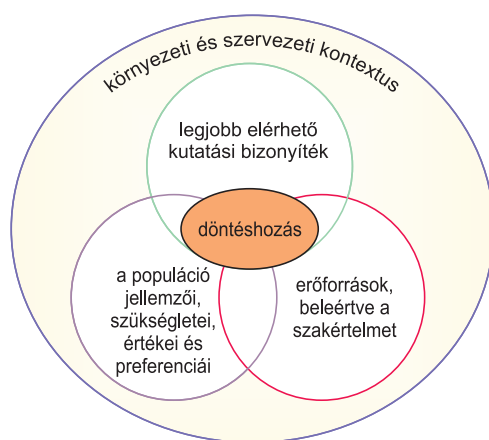 környezeti és szervezeti kontextus
legjobb elérhető
kutatási bizonyíték
döntéshozás
a populáció
jellemzői,
szükségletei,
értékei és
preferenciái
erőforrások,
beleértve a
szakértelmet